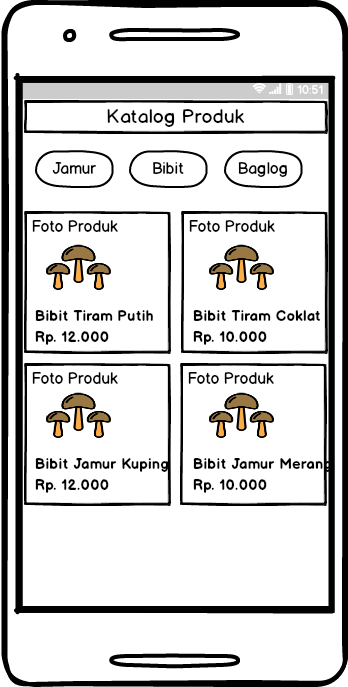 10:51
Katalog Produk
Jamur
Bibit
Baglog
Foto Produk
Bibit Tiram Putih
Rp. 12.000
Foto Produk
Bibit Tiram Coklat
Rp. 10.000
Foto Produk
Bibit Jamur Kuping
Rp. 12.000
Foto Produk
Bibit Jamur Merang
Rp. 10.000